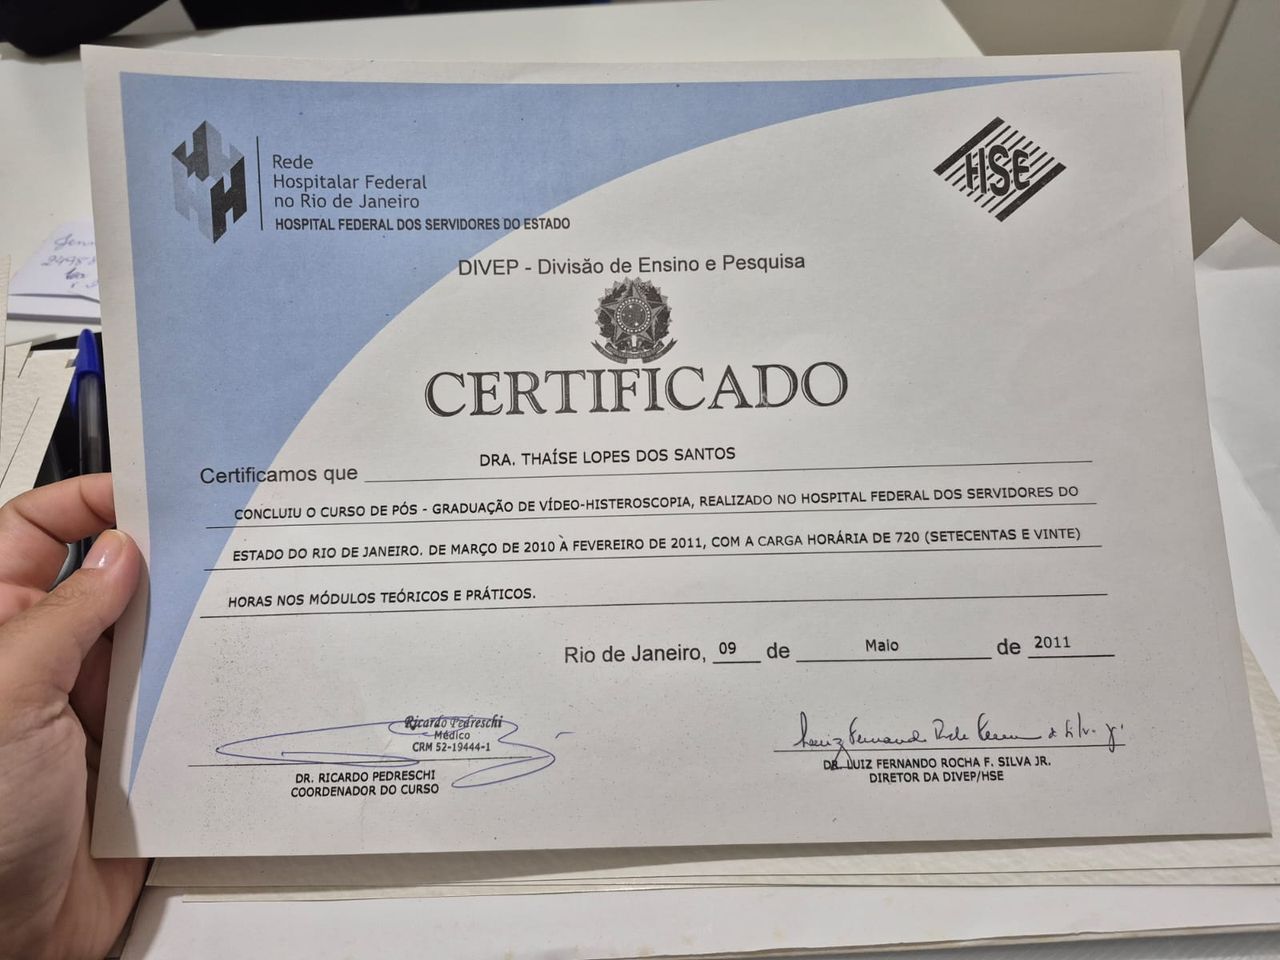 Rede
Hospitalar Federal
no Rio de Janeiro
HOSPITAL FEDERAL DOS SERVIDORES DO ESTADO
HSE
DIVEP - Divisão de Ensino e Pesquisa
CERTIFICADO
Certificamos que DRA. THAÍSE LOPES DOS SANTOS
CONCLUIU O CURSO DE PÓS - GRADUAÇÃO DE VÍDEO-HISTEROSCOPIA, REALIZADO NO HOSPITAL FEDERAL DOS SERVIDORES DO
ESTADO DO RIO DE JANEIRO. DE MARÇO DE 2010 À FEVEREIRO DE 2011, COM A CARGA HORÁRIA DE 720 (SETECENTAS E VINTE)
HORAS NOS MÓDULOS TEÓRICOS E PRÁTICOS.
Rio de Janeiro, 09 de Maio de 2011
Ricardo Pedreschi
Médico
CRM 52-19444-1
DR. RICARDO PEDRESCHI
COORDENADOR DO CURSO
DR. LUIZ FERNANDO ROCHA F. SILVA JR.
DIRETOR DA DIVEP/HSE